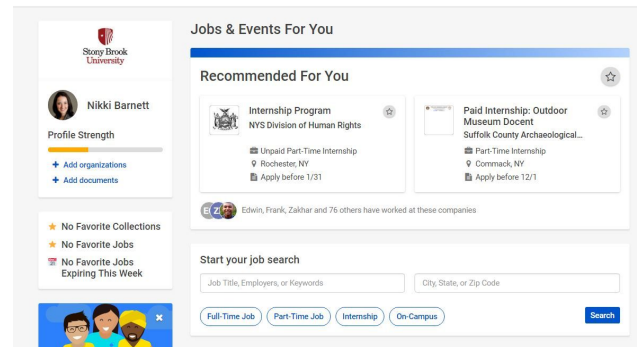 Stony Brook
University
Nikki Barnett
Profile Strength
+ Add organizations
+ Add documents
No Favorite Collections
No Favorite Jobs
No Favorite Jobs
Expiring This Week
×
Jobs & Events For You
Recommended For You
Internship Program
NYS Division of Human Rights
Unpaid Part-Time Internship
Rochester, NY
Apply before 1/31
Paid Internship: Outdoor
Museum Docent
Suffolk County Archaeological...
Part-Time Internship
Commack, NY
Apply before 12/1
E Z
Edwin, Frank, Zakhar and 76 others have worked at these companies
Start your job search
Job Title, Employers, or Keywords
City, State, or Zip Code
Full-Time Job
Part-Time Job
Internship
On-Campus
Search